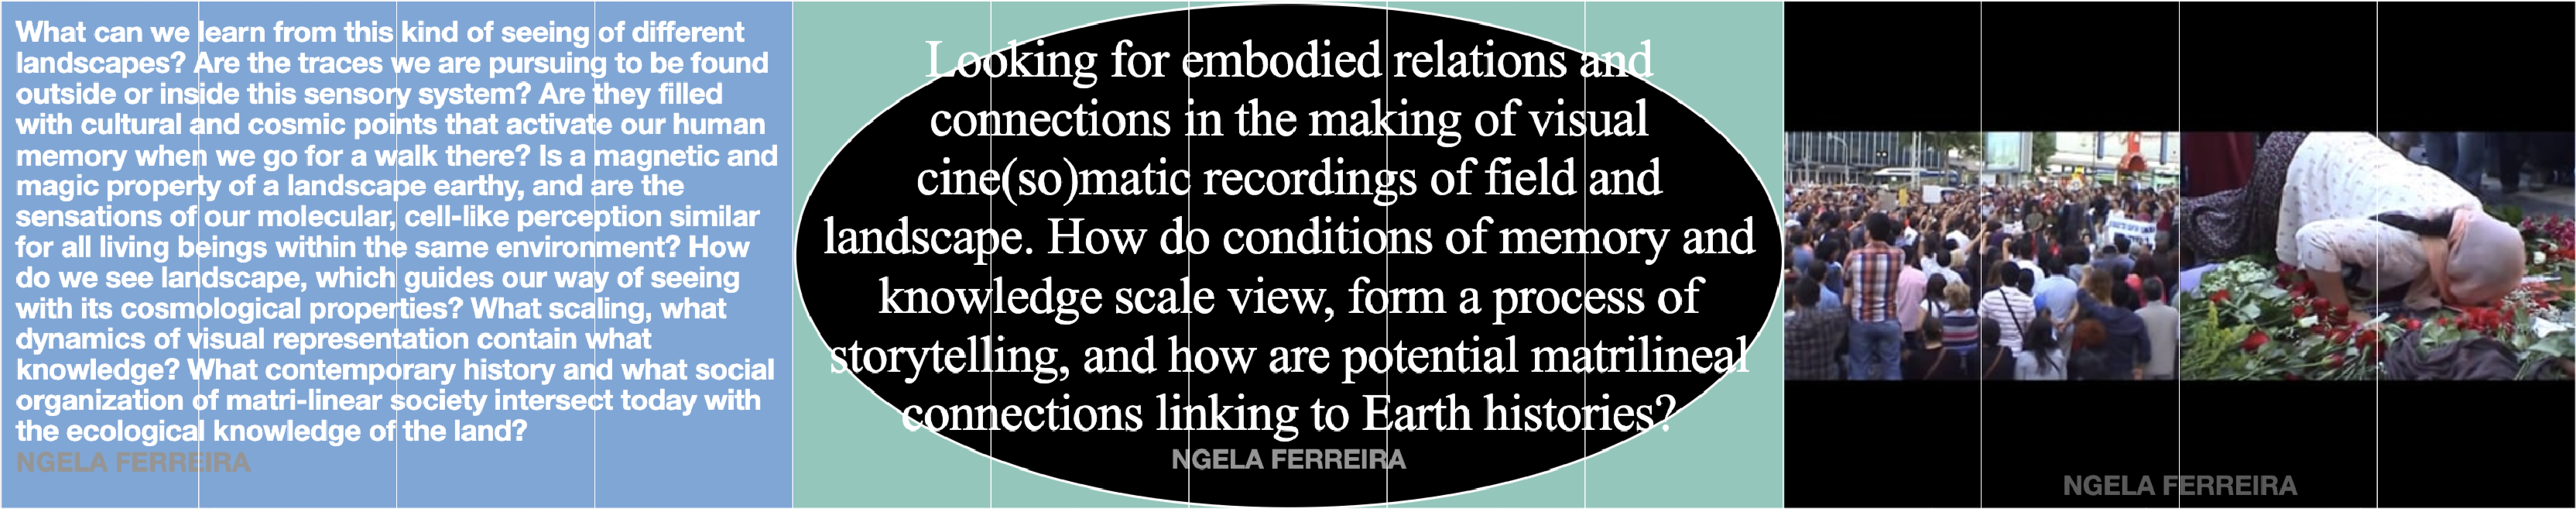 What can we learn from this kind of seeing of different
landscapes? Are the traces we are pursuing to be found
outside or inside this sensory system? Are they filled
with cultural and cosmic points that activate our human
memory when we go for a walk there? Is a magnetic and
magic property of a landscape earthy, and are the
sensations of our molecular, cell-like perception similar
for all living beings within the same environment? How
do we see landscape, which guides our way of seeing
with its cosmological properties? What scaling, what
dynamics of visual representation contain what
knowledge? What contemporary history and what social
organization of matri-linear society intersect today with
the ecological knowledge of the land?
NGELA FERREIRA
Looking for embodied relations and
connections in the making of visual
cine(so)matic recordings of field and
landscape. How do conditions of memory and
knowledge scale view, form a process of
storytelling, and how are potential matrilineal
connections linking to Earth histories?
NGELA FERREIRA
NGELA FERREIRA